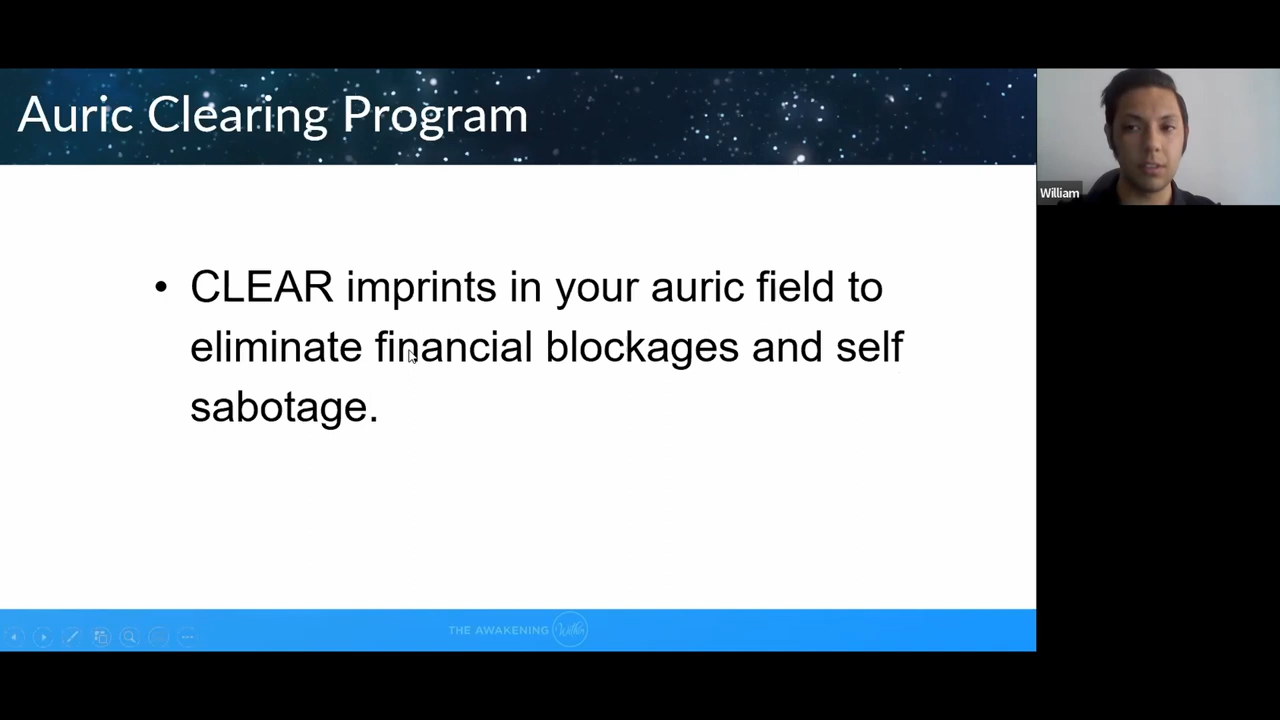 Auric Clearing Program
• CLEAR imprints in your auric field to
eliminate financial blockages and self
sabotage.
William
THE AWAKENING Within